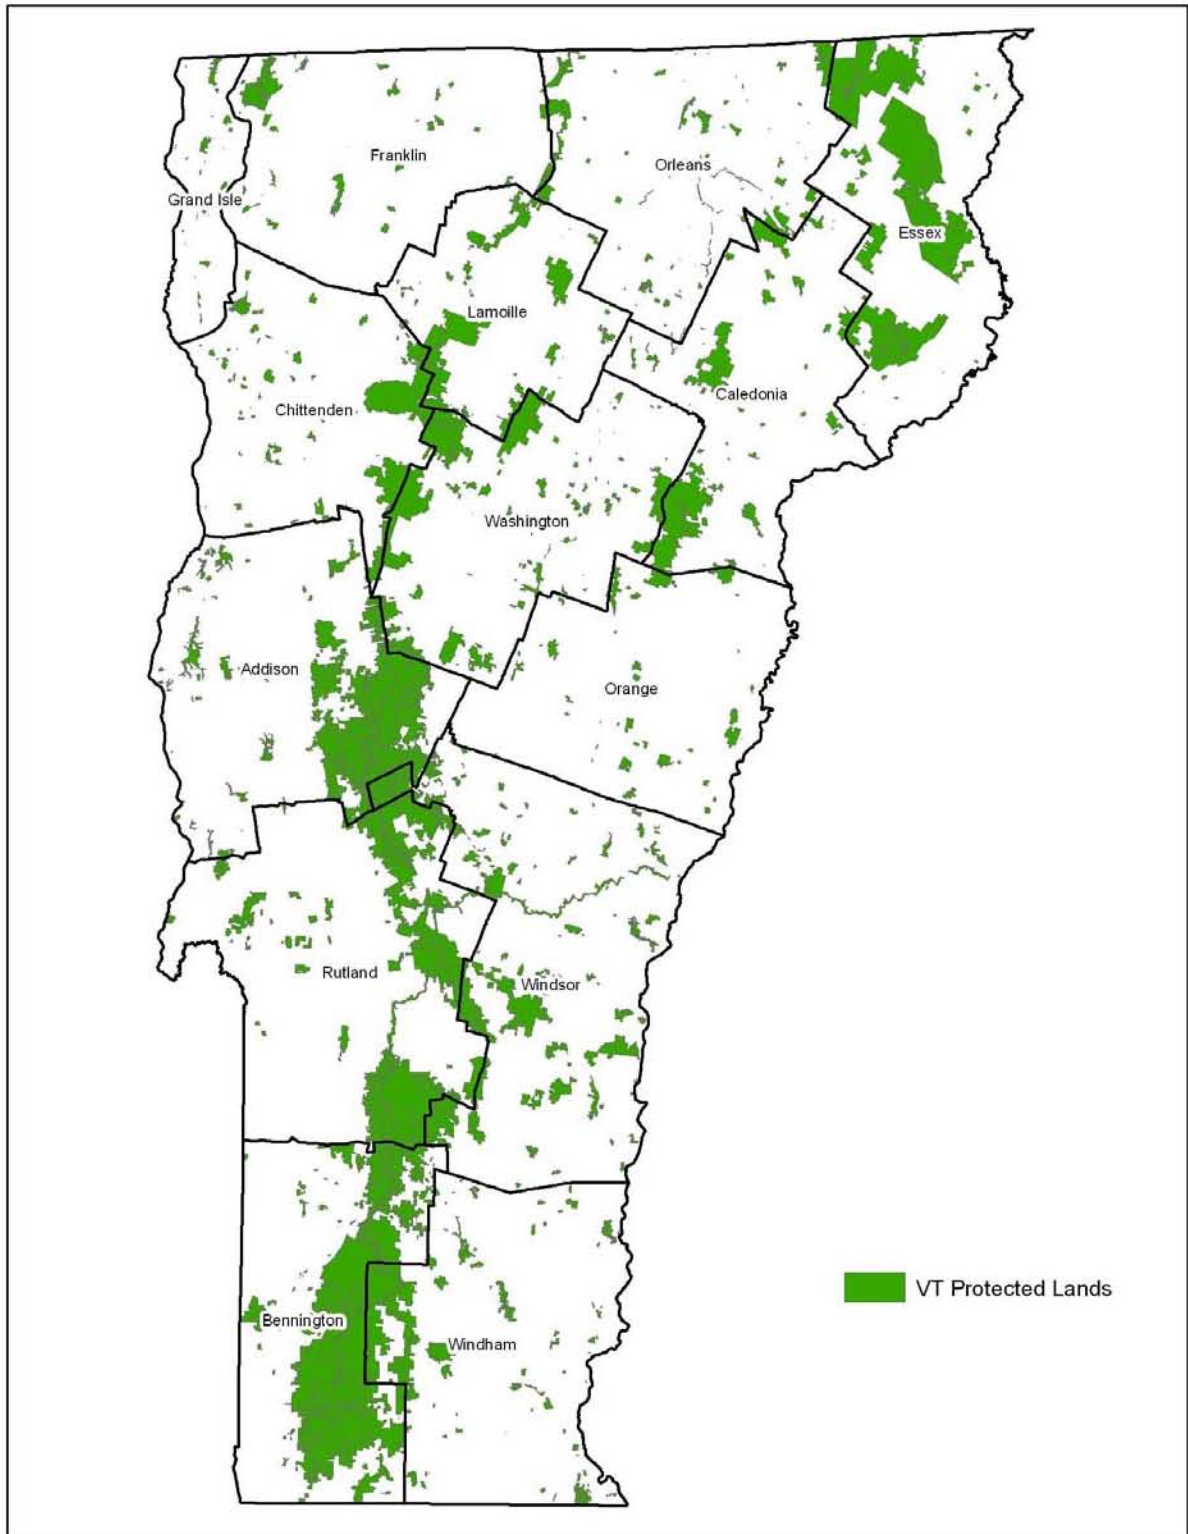 Franklin
Orleans
Grand Isle
Essex
Lamoille
Caledonia
Chittenden
Washington
Addison
Orange
Rutland
Windsor
VT Protected Lands
Bennington
Windham